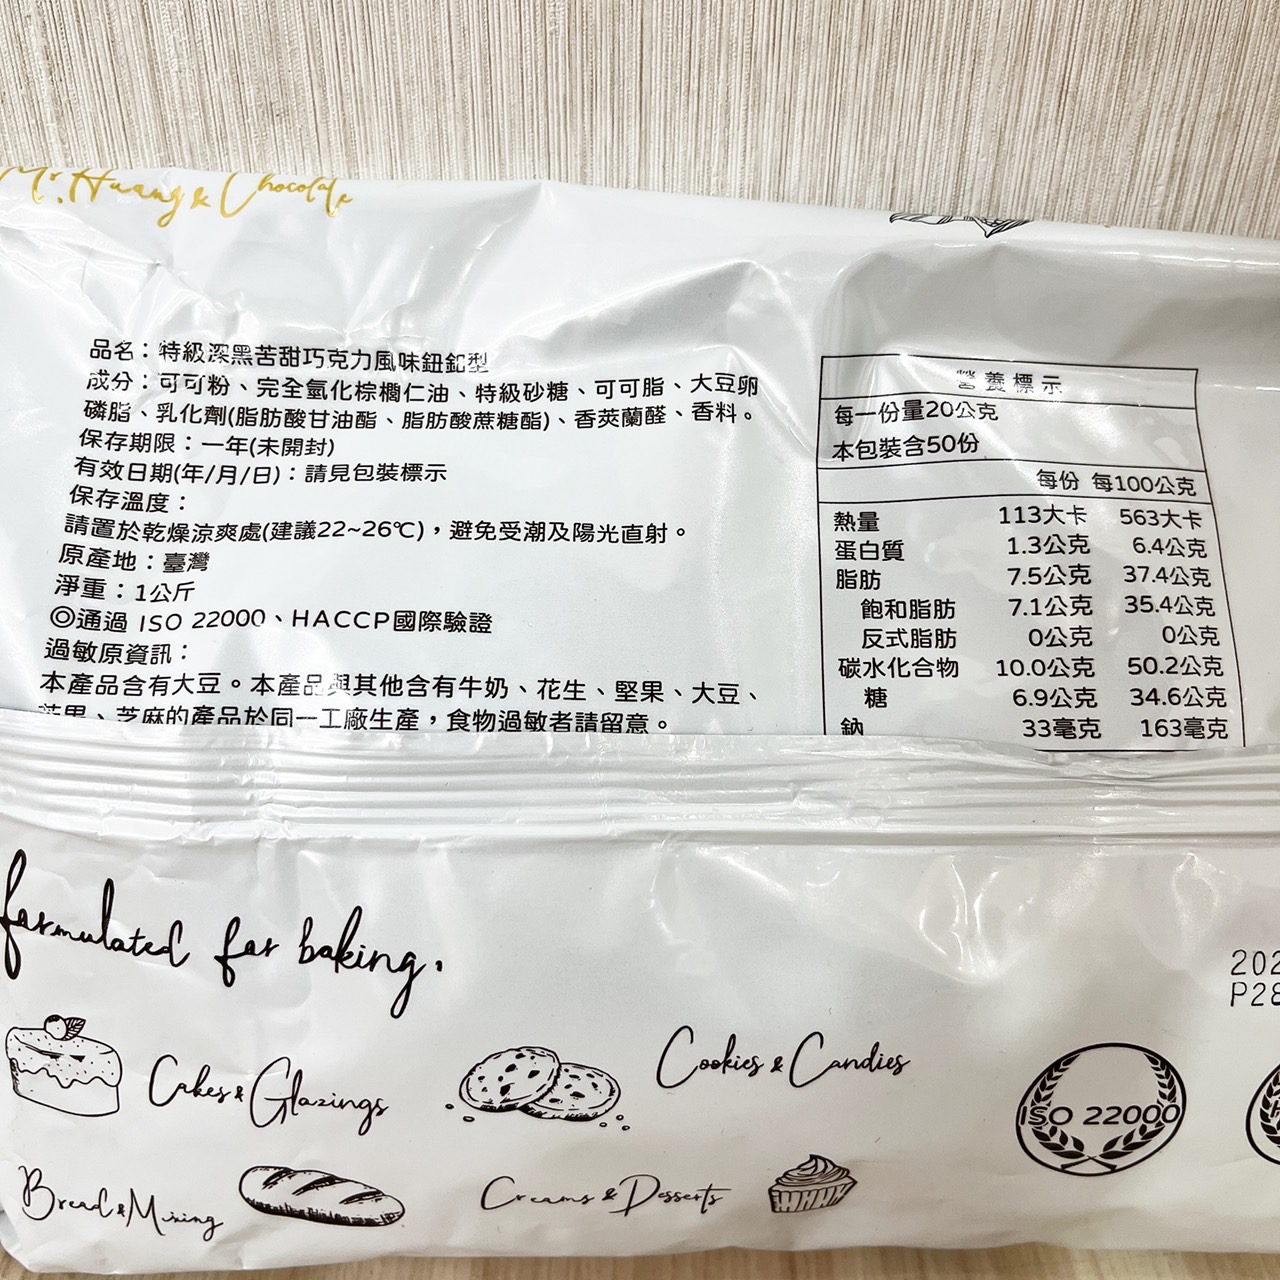 Mr. Huang & Chocolate
品名：特級深黑苦甜巧克力風味鈕釦型
成分：可可粉、完全氫化棕櫚仁油、特級砂糖、可可脂、大豆卵
磷脂、乳化劑(脂肪酸甘油酯、脂肪酸蔗糖酯)、香莢蘭醛、香料。
保存期限：一年(未開封)
有效日期(年/月/日)：請見包裝標示
保存溫度：
請置於乾燥涼爽處(建議22~26℃)，避免受潮及陽光直射。
原產地：臺灣
淨重：1公斤
◎通過 ISO 22000、HACCP國際驗證
過敏原資訊：
本產品含有大豆。本產品與其他含有牛奶、花生、堅果、大豆、
芒果、芝麻的產品於同一工廠生產，食物過敏者請留意。
營養標示
每一份量20公克
本包裝含50份
每份 每100公克
熱量 113大卡 563大卡
蛋白質 1.3公克 6.4公克
脂肪 7.5公克 37.4公克
飽和脂肪 7.1公克 35.4公克
反式脂肪 0公克 0公克
碳水化合物 10.0公克 50.2公克
糖 6.9公克 34.6公克
鈉 33毫克 163毫克
formulated for baking.
202
P28
Cakes & Glazings
Cookies & Candies
ISO 22000
Bread & Mixing
Creams & Desserts